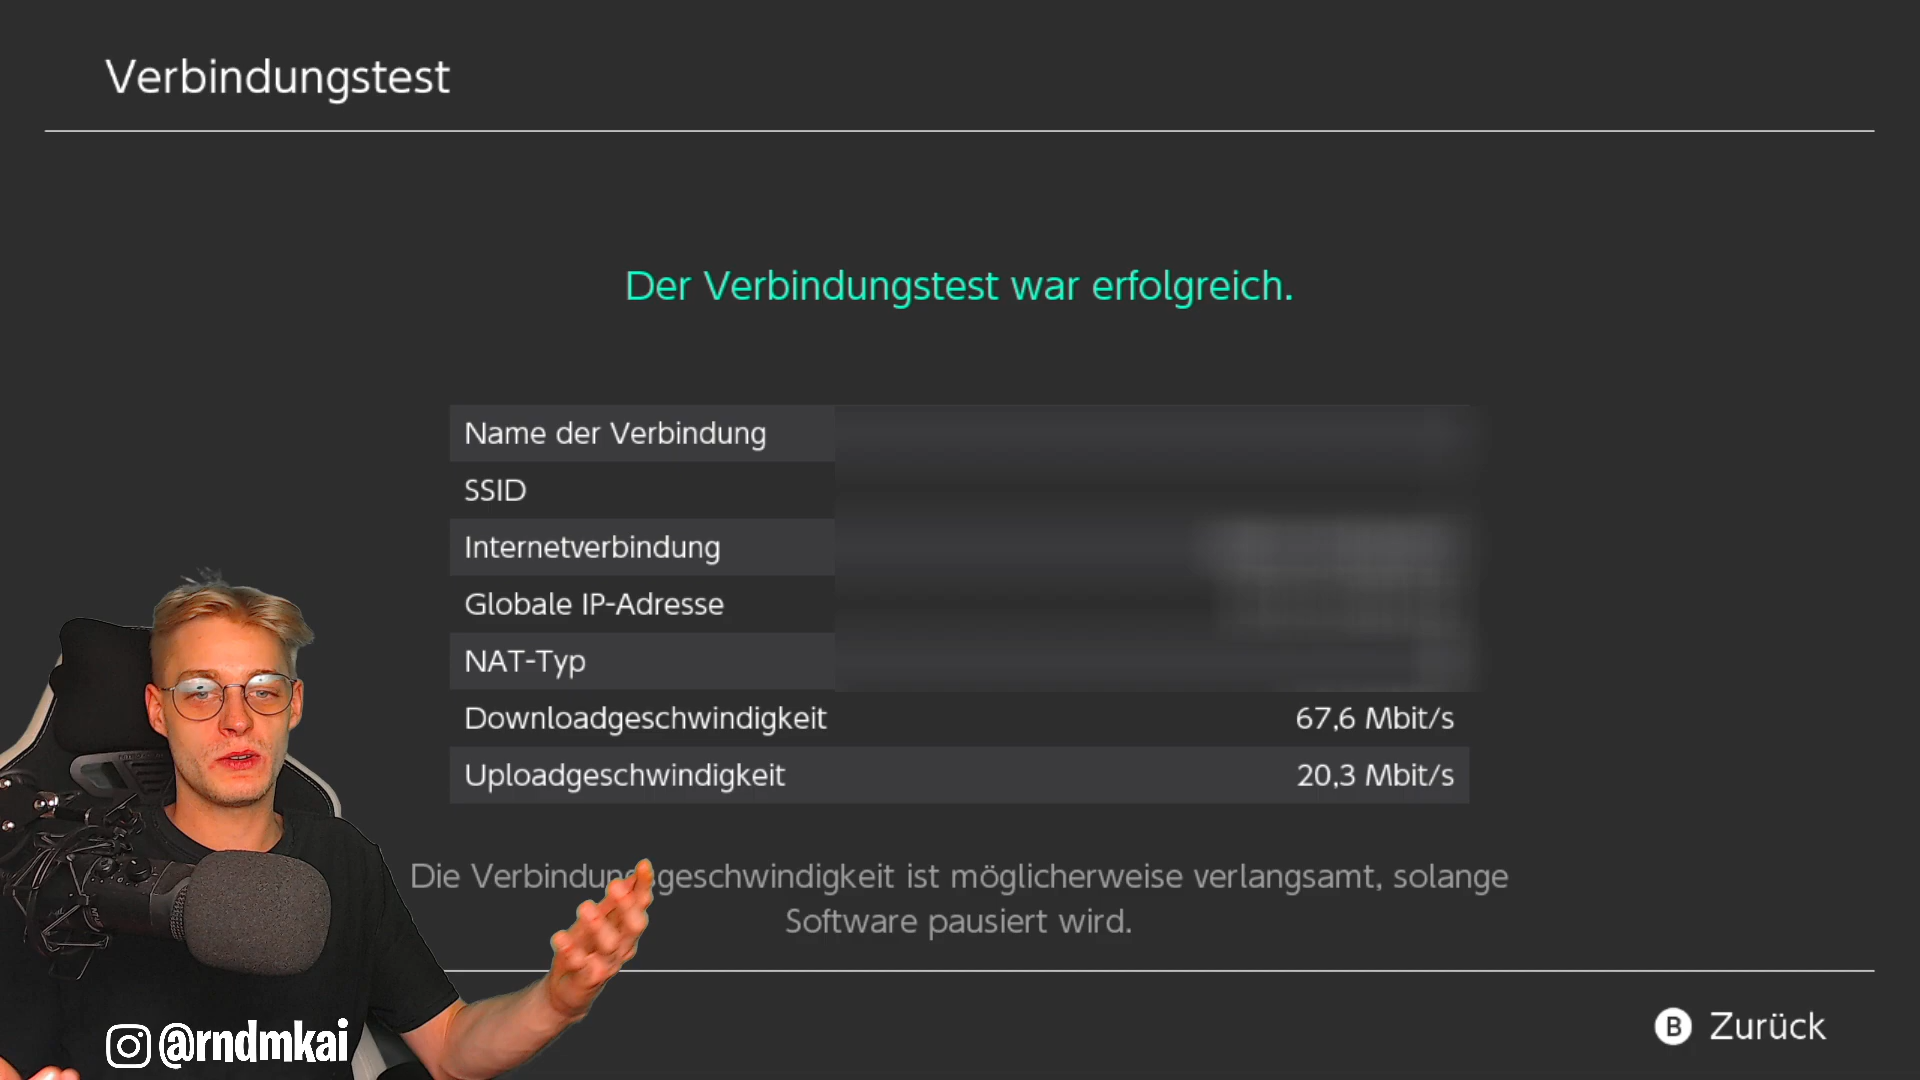 Verbindungstest
Der Verbindungstest war erfolgreich.
Name der Verbindung
SSID
Internetverbindung
Globale IP-Adresse
NAT-Typ
Downloadgeschwindigkeit 67,6 Mbit/s
Uploadgeschwindigkeit 20,3 Mbit/s
Die Verbindungsgeschwindigkeit ist möglicherweise verlangsamt, solange
Software pausiert wird.
@rndmkai
B Zurück